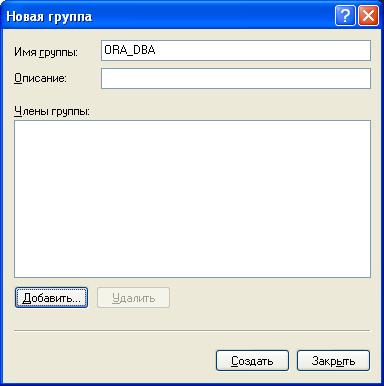 Новая группа
Имя группы: ORA_DBA
Описание:
Члены группы:
Добавить... Удалить
Создать Закрыть